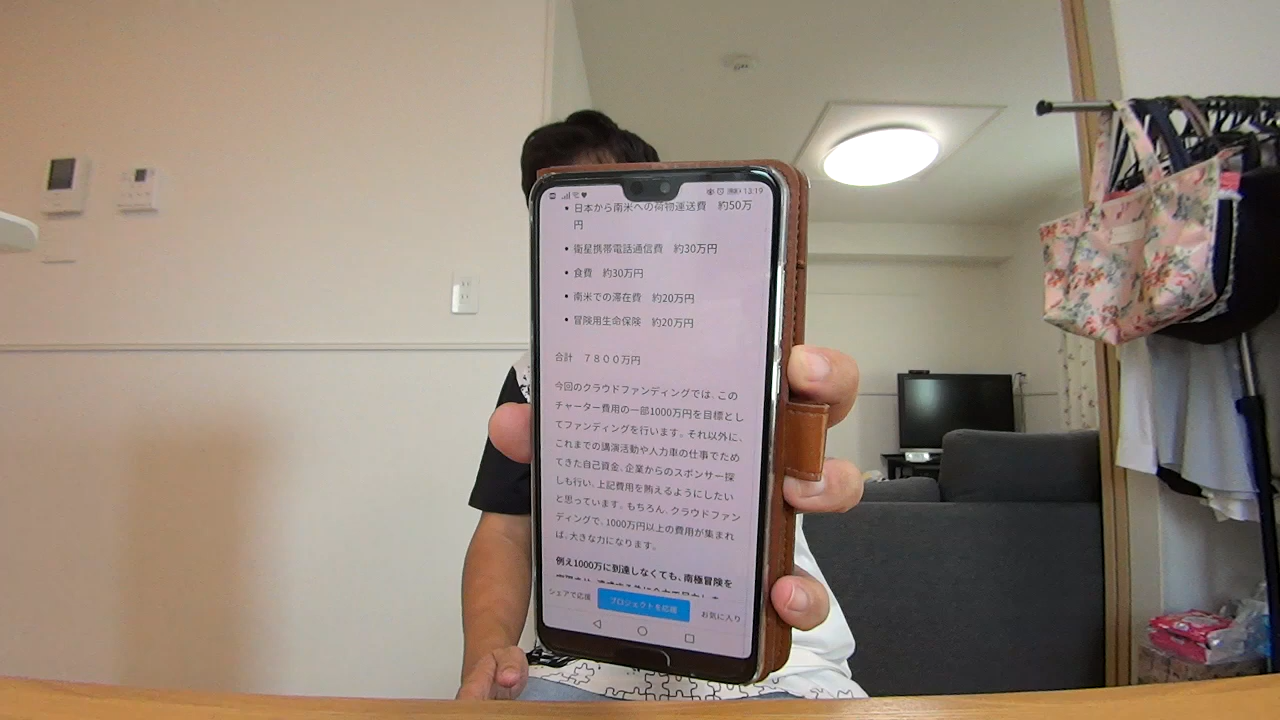 13:19
• 日本から南米への荷物運送費　約50万
円
• 衛星携帯電話通信費　約30万円
• 食費　約30万円
• 南米での滞在費　約20万円
• 冒険用生命保険　約20万円
合計　７８００万円
今回のクラウドファンディングでは、この
チャーター費用の一部1000万円を目標とし
てファンディングを行います。それ以外に、
これまでの講演活動や人力車の仕事でため
てきた自己資金、企業からのスポンサー探
しも行い、上記費用を賄えるようにしたい
と思っています。もちろん、クラウドファン
ディングで、1000万円以上の費用が集まれ
ば、大きな力になります。
例え1000万に到達しなくても、南極冒険を
シェアで応援
プロジェクトを応援
お気に入り